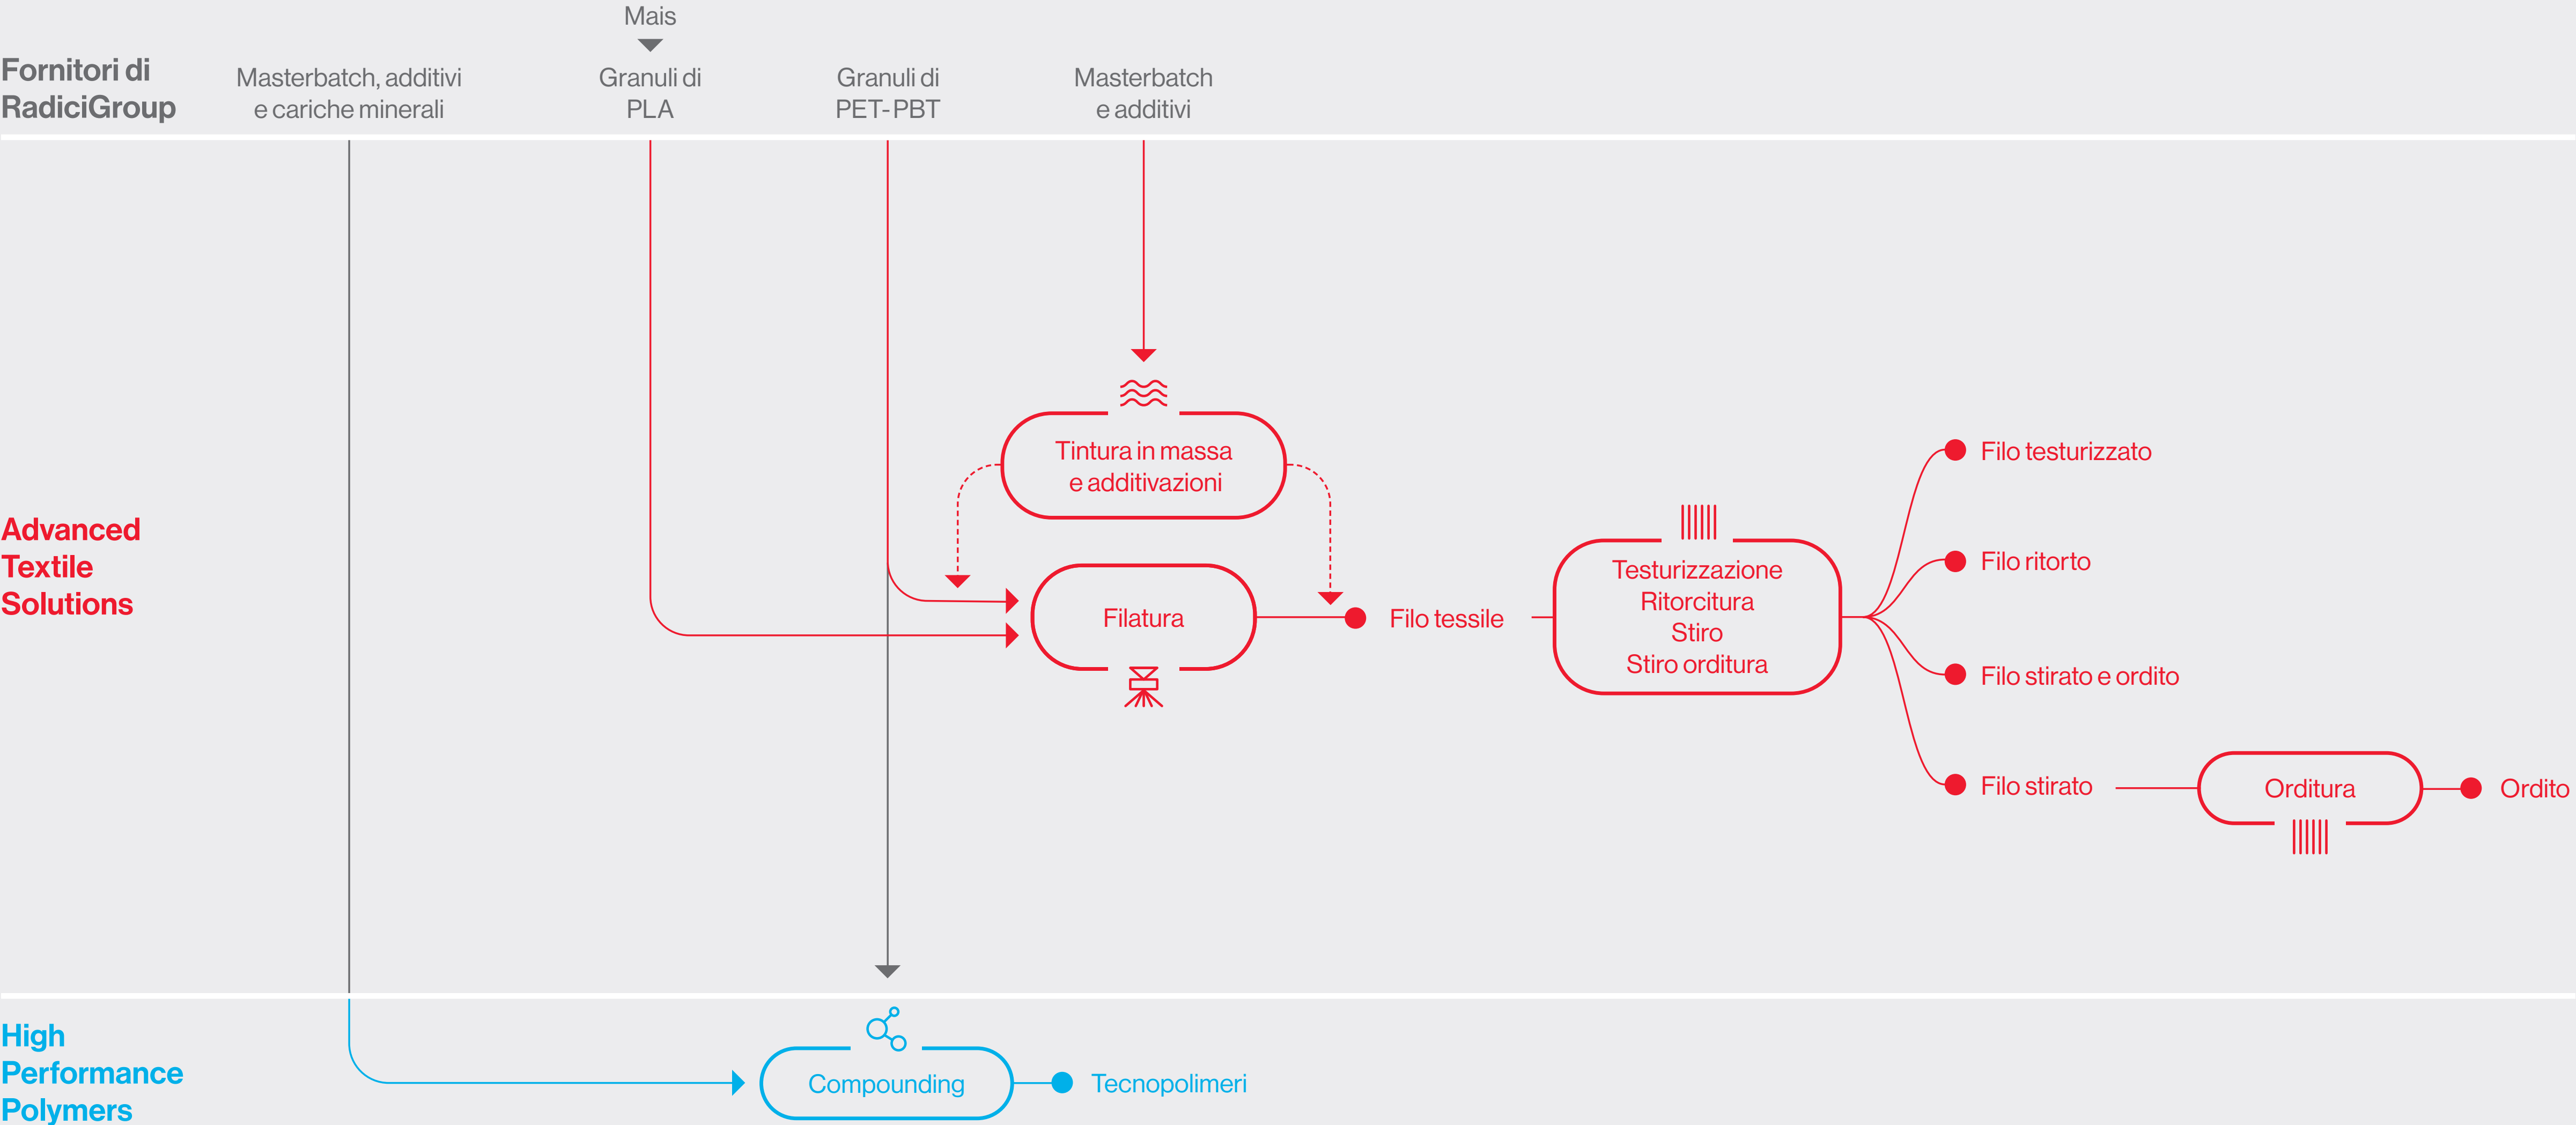 Mais
Fornitori di
RadiciGroup
Masterbatch, additivi
e cariche minerali
Granuli di
PLA
Granuli di
PET-PBT
Masterbatch
e additivi
Advanced
Textile
Solutions
Tintura in massa
e additivazioni
Filatura
Filo tessile
Testurizzazione
Ritorcitura
Stiro
Stiro orditura
Filo testurizzato
Filo ritorto
Filo stirato e ordito
Filo stirato
Orditura
Ordito
High
Performance
Polymers
Compounding
Tecnopolimeri